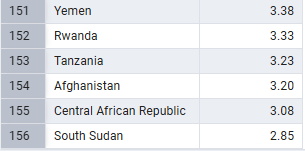 151 Yemen 3.38
152 Rwanda 3.33
153 Tanzania 3.23
154 Afghanistan 3.20
155 Central African Republic 3.08
156 South Sudan 2.85